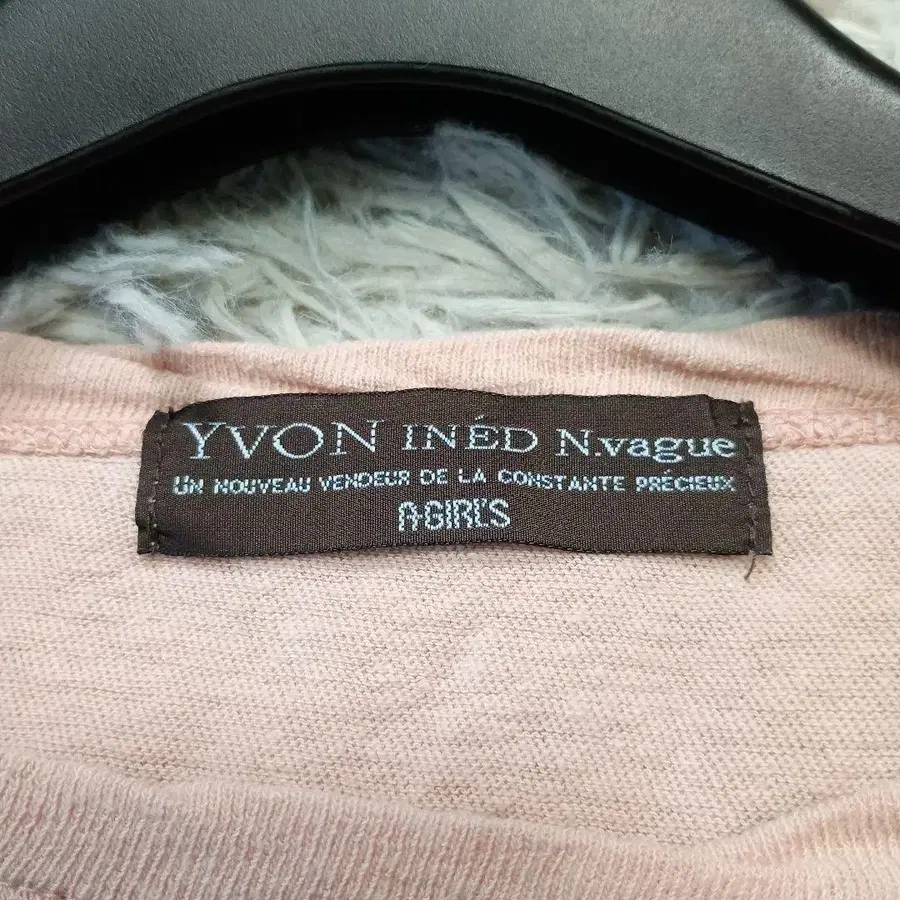 YVON INÉD N.vague
UN NOUVEAU VENDEUR DE LA CONSTANTE PRÉCIEUX
A-GIRL'S